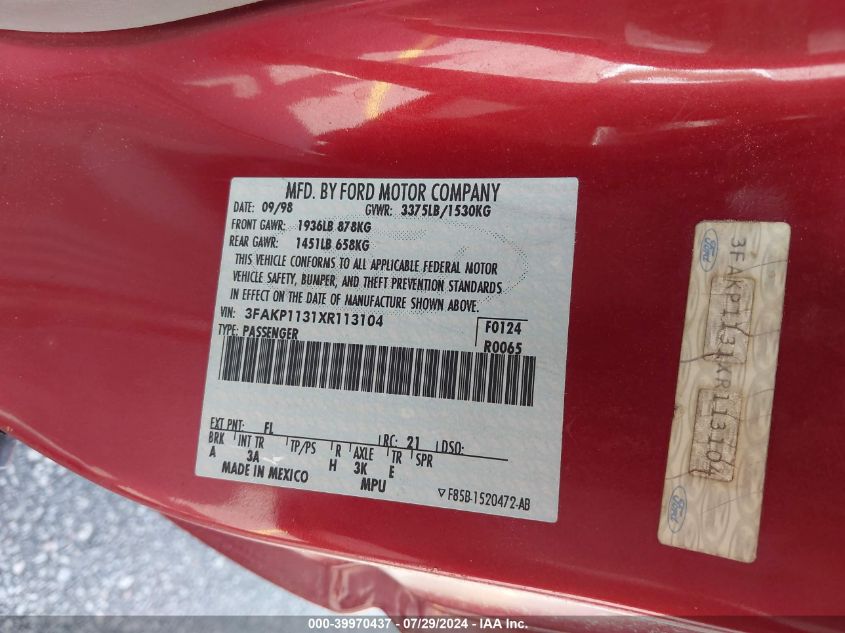 MFD. BY FORD MOTOR COMPANY
DATE: 09/98 GVWR: 3375LB/1530KG
FRONT GAWR: 1936LB 878KG
REAR GAWR: 1451LB 658KG
THIS VEHICLE CONFORMS TO ALL APPLICABLE FEDERAL MOTOR
VEHICLE SAFETY, BUMPER, AND THEFT PREVENTION STANDARDS
IN EFFECT ON THE DATE OF MANUFACTURE SHOWN ABOVE.
VIN: 3FAKP1131XR113104
TYPE: PASSENGER
F0124
R0065
EXT PNT: FL RC: 21 DSO:
BRK INT TR TP/PS R AXLE TR SPR
A 3A H 3K E
MADE IN MEXICO MPU
▽F85B-1520472-AB
Ford
3FAKP1131XR113104
Ford
000-39970437 - 07/29/2024 - IAA Inc.